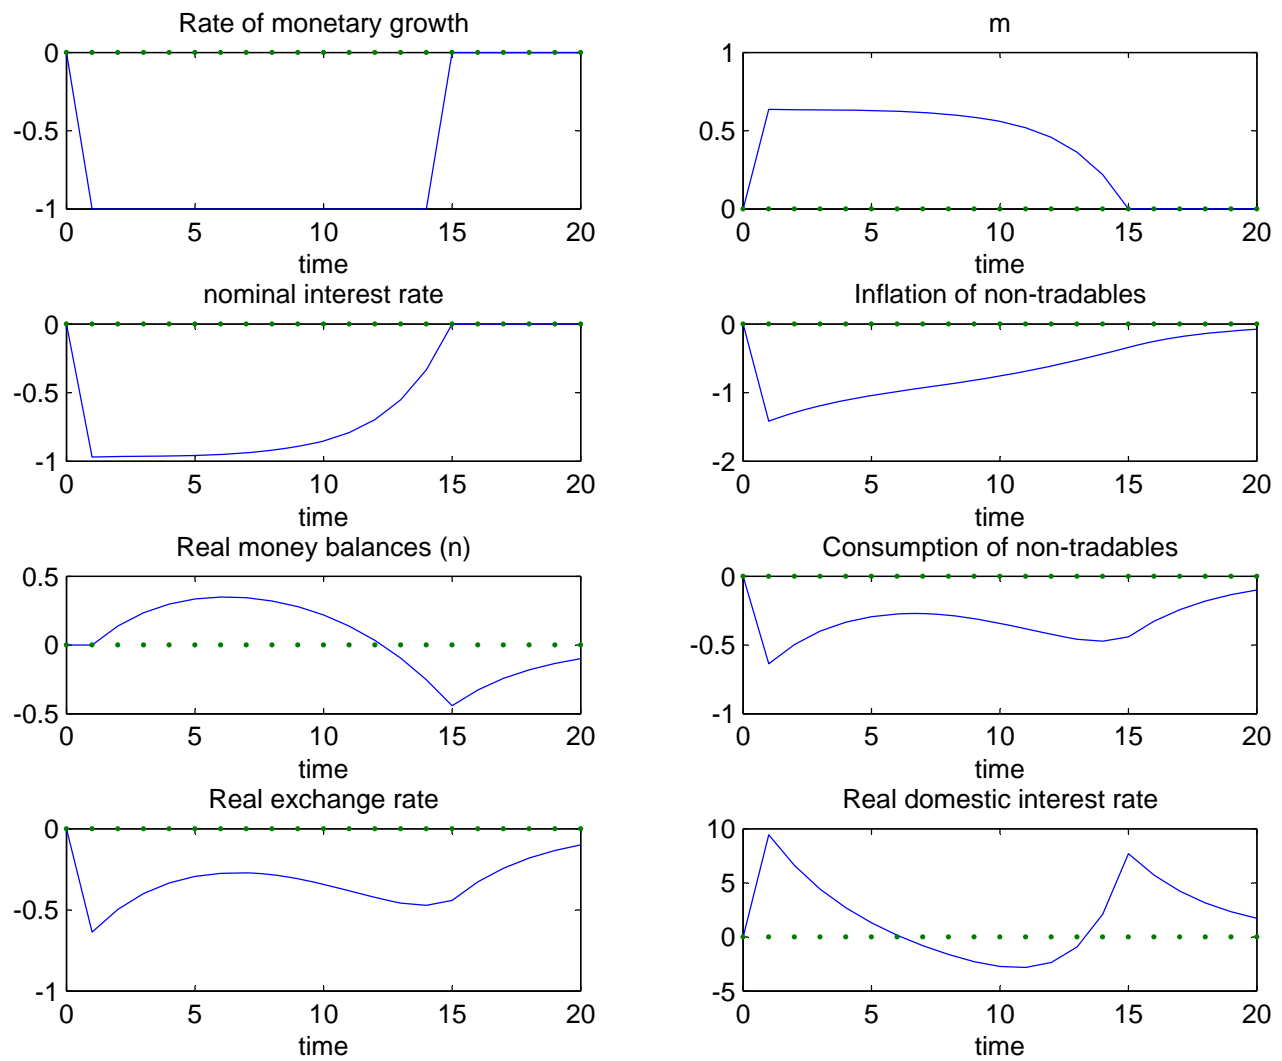 Rate of monetary growth
0
-0.5
-1
0 5 10 15 20
time
m
1
0.5
0
0 5 10 15 20
time
nominal interest rate
0
-0.5
-1
0 5 10 15 20
time
Inflation of non-tradables
0
-1
-2
0 5 10 15 20
time
Real money balances (n)
0.5
0
-0.5
0 5 10 15 20
time
Consumption of non-tradables
0
-0.5
-1
0 5 10 15 20
time
Real exchange rate
0
-0.5
-1
0 5 10 15 20
time
Real domestic interest rate
10
5
0
-5
0 5 10 15 20
time